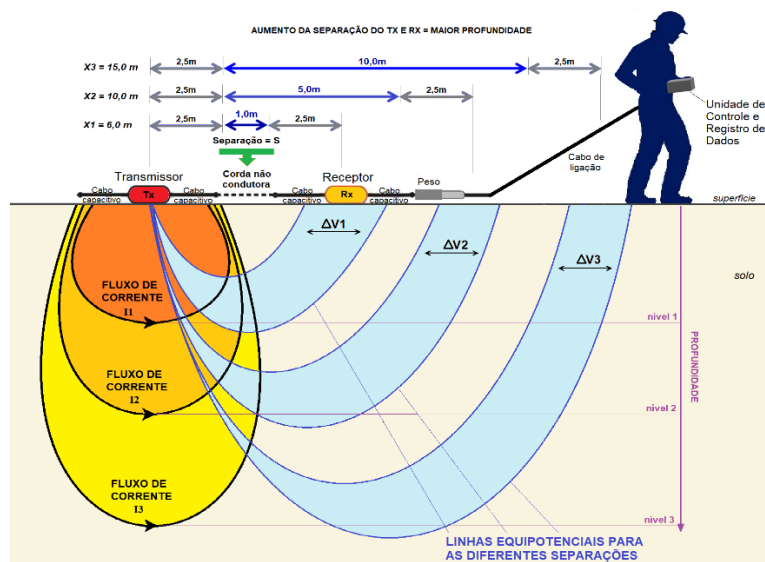 AUMENTO DA SEPARAÇÃO DO TX E RX = MAIOR PROFUNDIDADE
X3 = 15,0 m
2,5m
10,0m
2,5m
X2 = 10,0 m
2,5m
5,0m
2,5m
X1 = 6,0 m
2,5m
1,0m
2,5m
Separação = S
Unidade de
Controle e
Registro de
Dados
Transmissor
Corda não
condutora
Receptor
Peso
Cabo de
ligação
Cabo
capacitivo
Tx
Cabo
capacitivo
Cabo
capacitivo
Rx
Cabo
capacitivo
superfície
solo
ΔV1
ΔV2
ΔV3
FLUXO DE
CORRENTE
I1
nível 1
PROFUNDIDADE
FLUXO DE
CORRENTE
I2
nível 2
FLUXO DE
CORRENTE
I3
nível 3
LINHAS EQUIPOTENCIAIS PARA
AS DIFERENTES SEPARAÇÕES